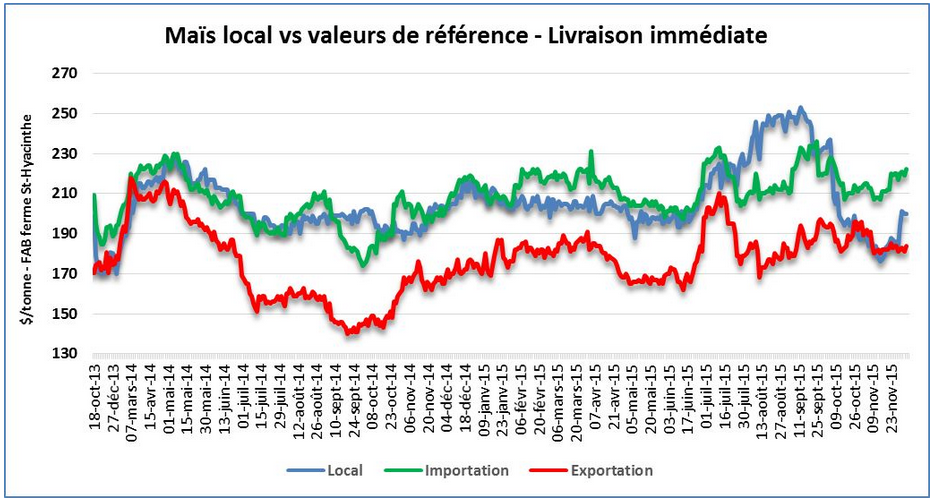 Maïs local vs valeurs de référence - Livraison immédiate
$/tonne - FAB ferme St-Hyacinthe
270
250
230
210
190
170
150
130
18-oct-13
27-déc-13
07-mars-14
15-avr-14
01-mai-14
15-mai-14
30-mai-14
13-juin-14
01-juil-14
15-juil-14
29-juil-14
12-août-14
26-août-14
10-sept-14
24-sept-14
08-oct-14
23-oct-14
06-nov-14
20-nov-14
04-déc-14
18-déc-14
09-janv-15
23-janv-15
06-févr-15
20-févr-15
06-mars-15
20-mars-15
07-avr-15
21-avr-15
05-mai-15
20-mai-15
03-juin-15
17-juin-15
01-juil-15
16-juil-15
30-juil-15
13-août-15
27-août-15
11-sept-15
25-sept-15
09-oct-15
26-oct-15
09-nov-15
23-nov-15
Local
Importation
Exportation